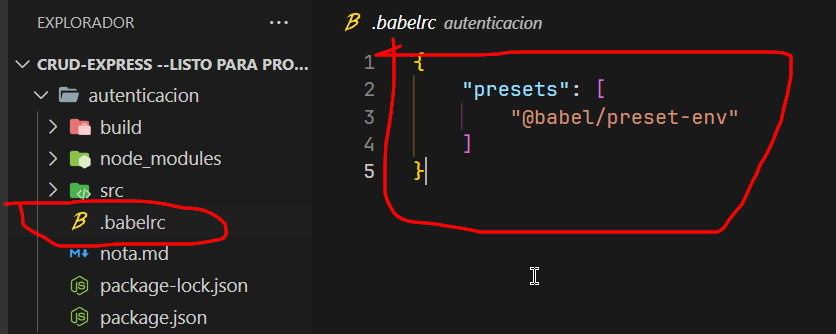 EXPLORADOR ···
CRUD-EXPRESS --LISTO PARA PRO...
autenticacion
build
node_modules
src
.babelrc
nota.md
package-lock.json
package.json
.babelrc autenticacion
1 {
2 "presets": [
3 "@babel/preset-env"
4 ]
5 }